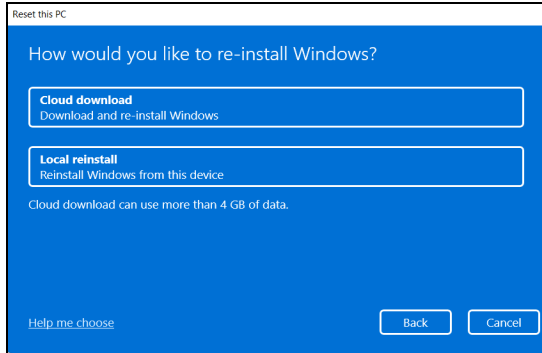 Reset this PC
How would you like to re-install Windows?
Cloud download
Download and re-install Windows
Local reinstall
Reinstall Windows from this device
Cloud download can use more than 4 GB of data.
Help me choose
Back
Cancel